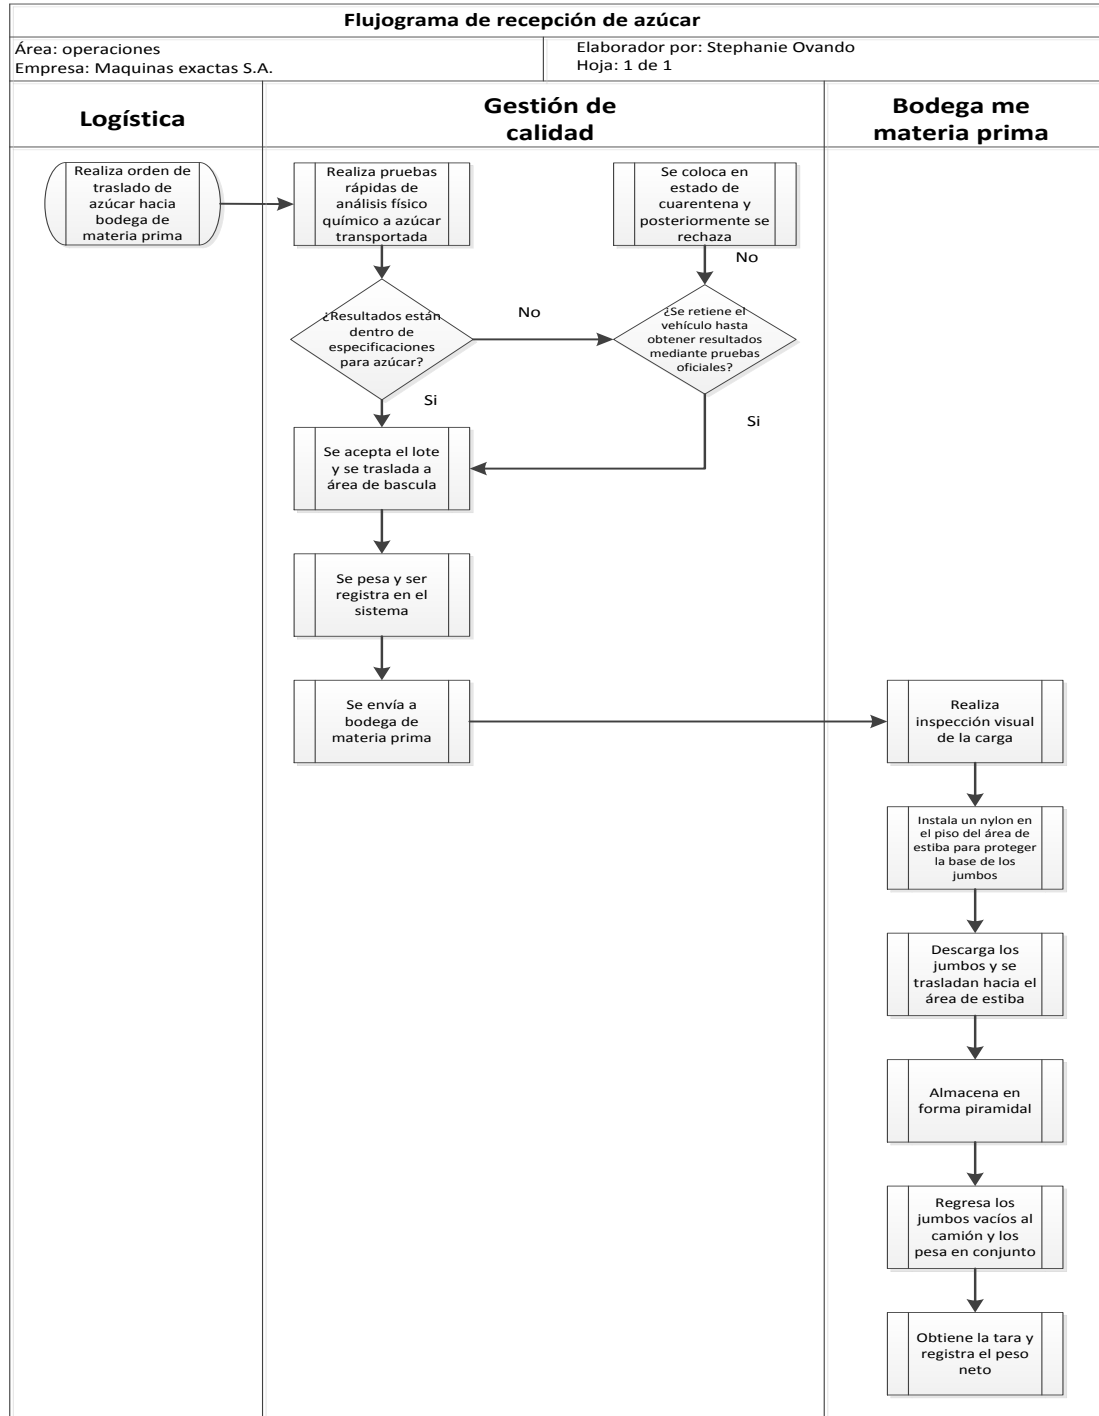 Flujograma de recepción de azúcar
Área: operaciones
Empresa: Maquinas exactas S.A.
Elaborador por: Stephanie Ovando
Hoja: 1 de 1
Logística
Gestión de
calidad
Bodega me
materia prima
Realiza orden de
traslado de
azúcar hacia
bodega de
materia prima
Realiza pruebas
rápidas de
análisis físico
químico a azúcar
transportada
Se coloca en
estado de
cuarentena y
posteriormente se
rechaza
No
¿Resultados están
dentro de
especificaciones
para azúcar?
No
¿Se retiene el
vehículo hasta
obtener resultados
mediante pruebas
oficiales?
Si
Si
Se acepta el lote
y se traslada a
área de bascula
Se pesa y ser
registra en el
sistema
Se envía a
bodega de
materia prima
Realiza
inspección visual
de la carga
Instala un nylon en
el piso del área de
estiba para proteger
la base de los
jumbos
Descarga los
jumbos y se
trasladan hacia el
área de estiba
Almacena en
forma piramidal
Regresa los
jumbos vacíos al
camión y los
pesa en conjunto
Obtiene la tara y
registra el peso
neto